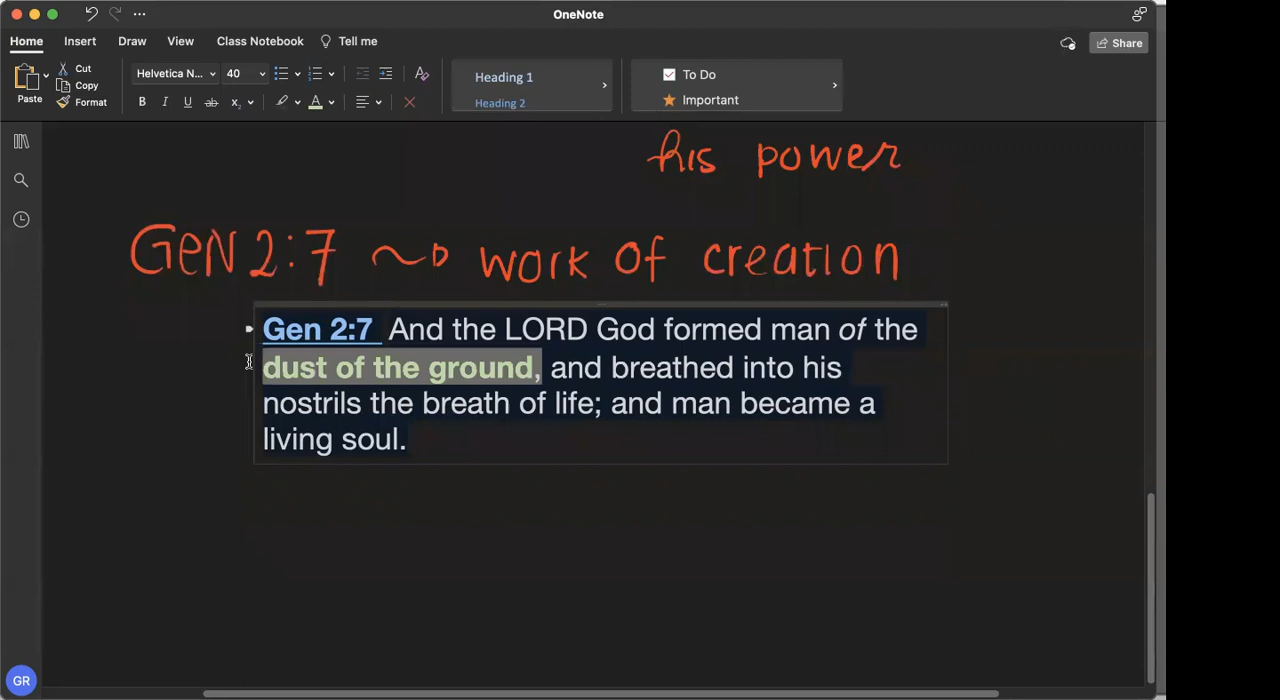 OneNote
Home Insert Draw View Class Notebook Tell me
Share
Paste
Cut
Copy
Format
Helvetica N... 40
B I U ab x₂ A
Heading 1
Heading 2
To Do
Important
his power
GeN 2:7 work of creation
Gen 2:7 And the LORD God formed man of the
dust of the ground, and breathed into his
nostrils the breath of life; and man became a
living soul.
GR